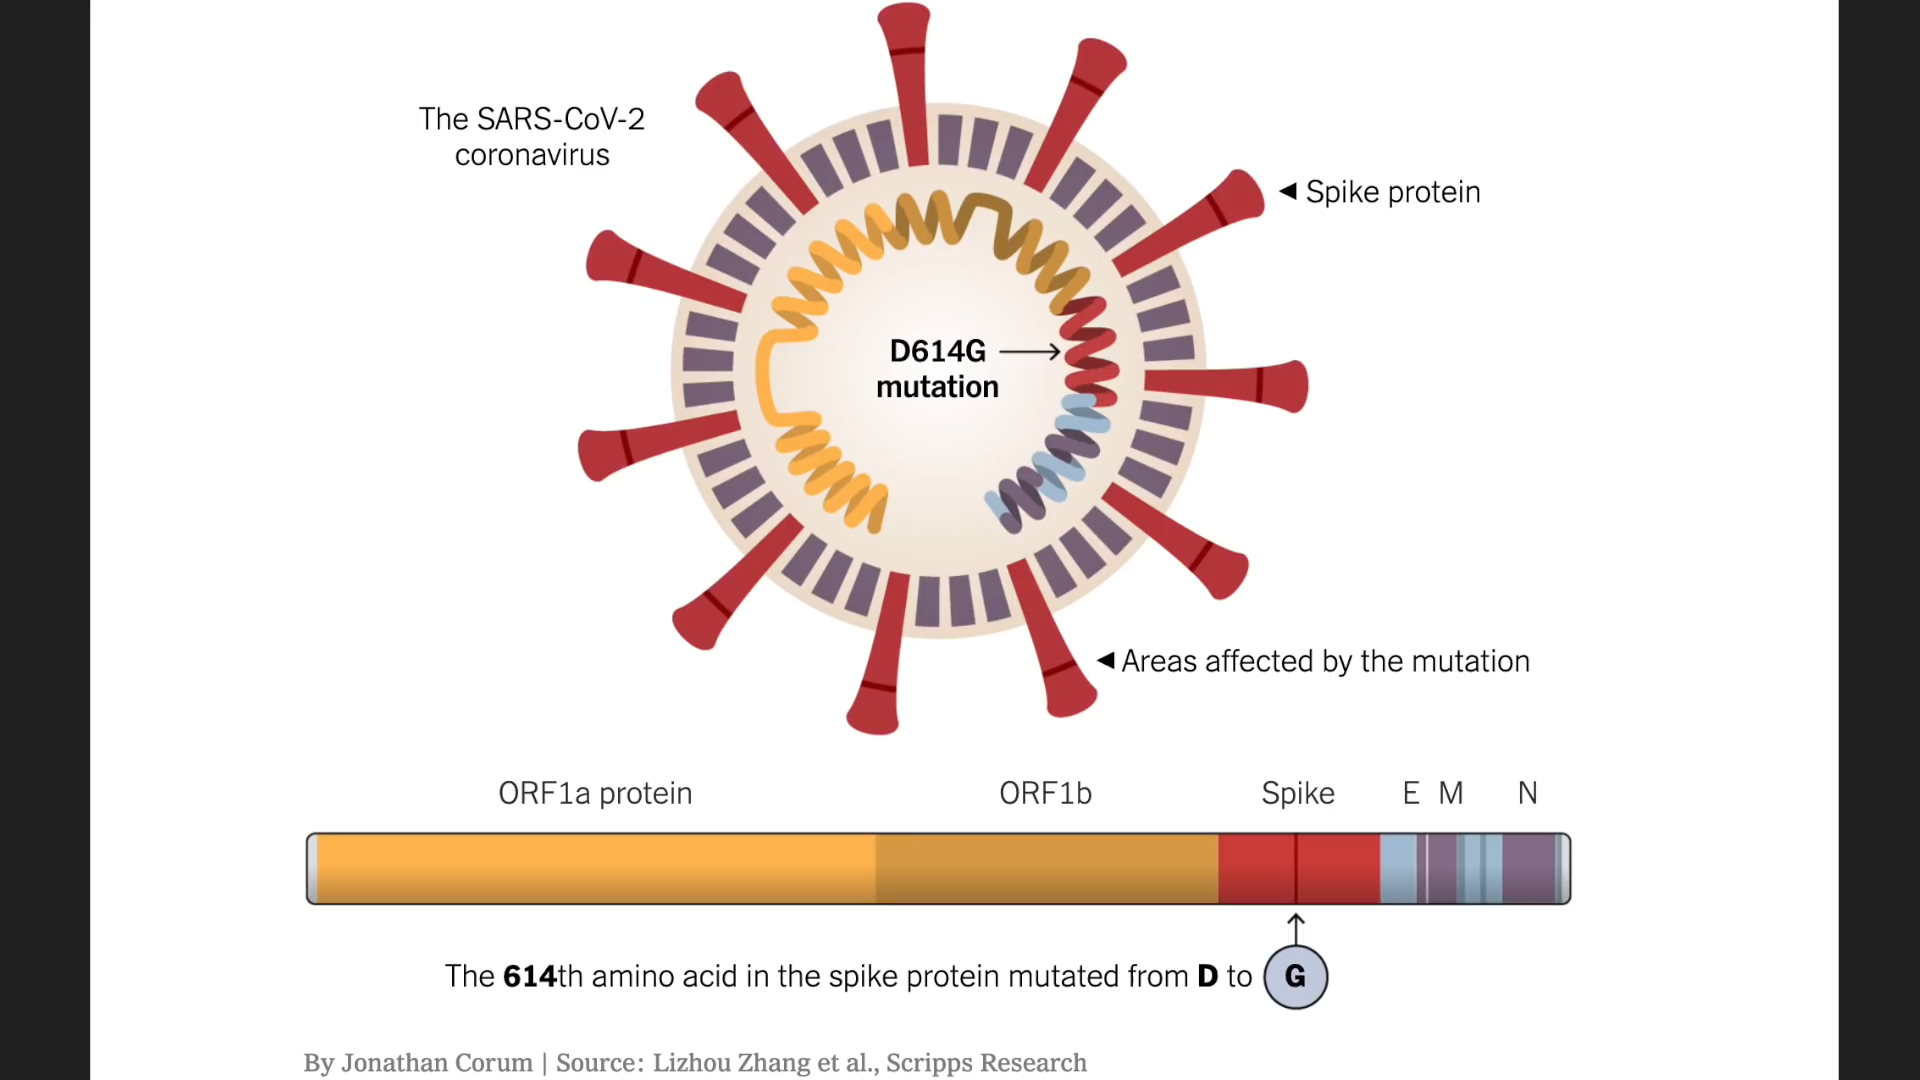 The SARS-CoV-2
coronavirus
◄ Spike protein
D614G
mutation
◄ Areas affected by the mutation
ORF1a protein ORF1b Spike E M N
The 614th amino acid in the spike protein mutated from D to G
By Jonathan Corum | Source: Lizhou Zhang et al., Scripps Research